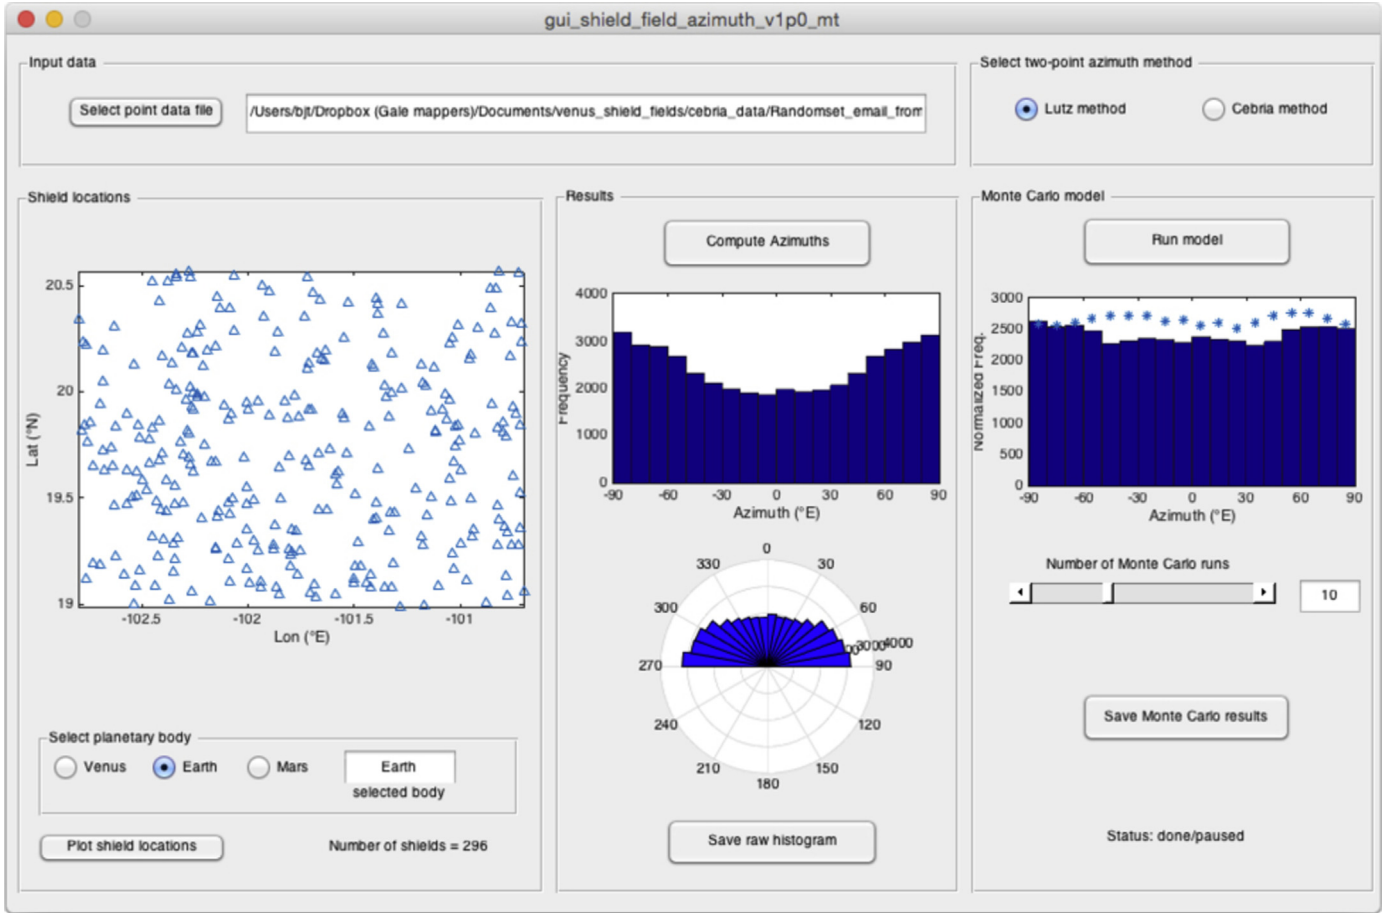 gui_shield_field_azimuth_v1p0_mt
Input data
Select point data file
/Users/bjt/Dropbox (Gale mappers)/Documents/venus_shield_fields/cebria_data/Randomset_email_from
Select two-point azimuth method
Lutz method
Cebria method
Shield locations
20.5
20
19.5
19
Lat (°N)
-102.5
-102
-101.5
-101
Lon (°E)
Select planetary body
Venus
Earth
Mars
Earth
selected body
Plot shield locations
Number of shields = 296
Results
Compute Azimuths
4000
3000
2000
1000
0
Frequency
-90
-60
-30
0
30
60
90
Azimuth (°E)
0
30
60
90
120
150
180
210
240
270
300
330
3000
4000
Save raw histogram
Monte Carlo model
Run model
3000
2500
2000
1500
1000
500
0
Normalized Freq.
-90
-60
-30
0
30
60
90
Azimuth (°E)
Number of Monte Carlo runs
10
Save Monte Carlo results
Status: done/paused